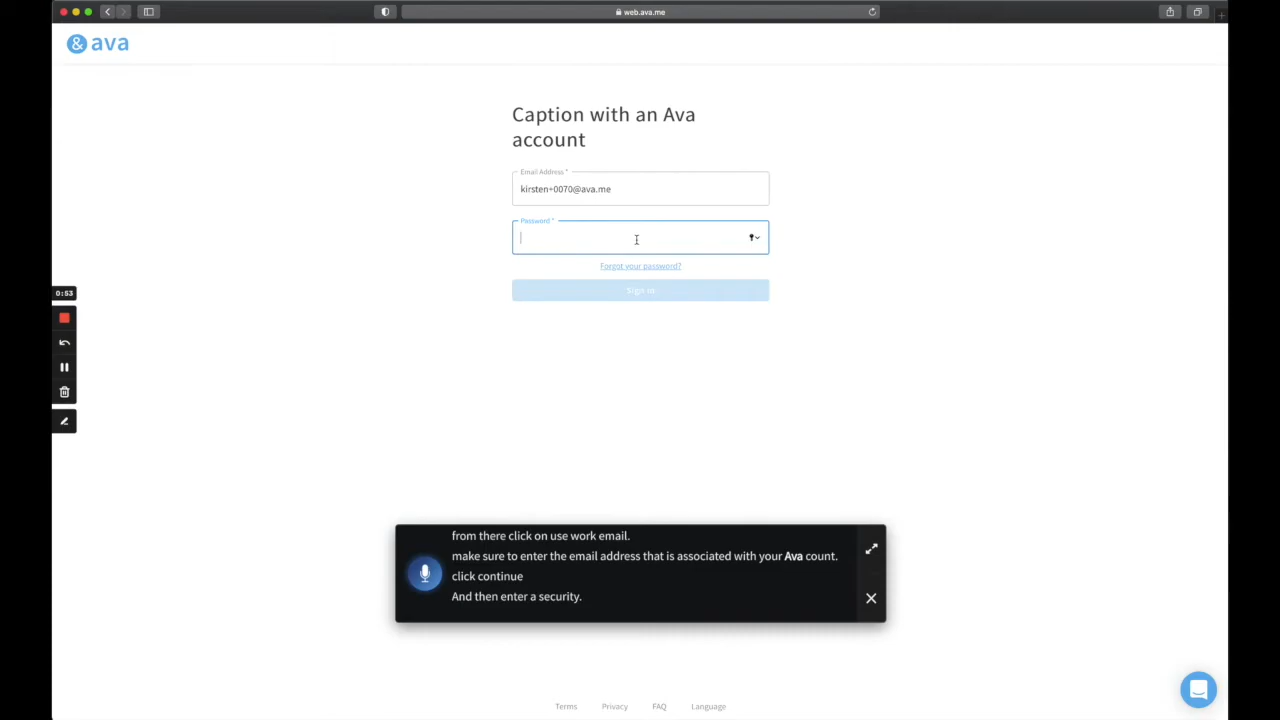 web.ava.me
& ava
Caption with an Ava
account
Email Address *
kirsten+0070@ava.me
Password *
Forgot your password?
Sign in
0:53
from there click on use work email.
make sure to enter the email address that is associated with your Ava count.
click continue
And then enter a security.
Terms Privacy FAQ Language